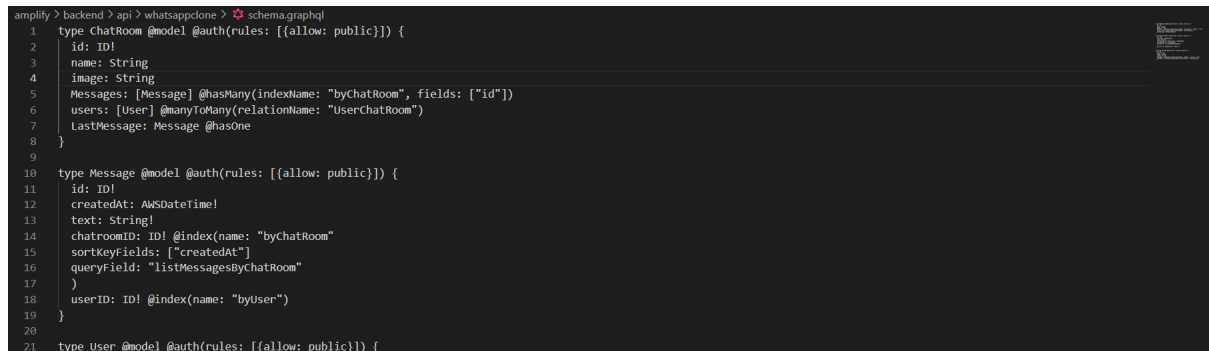 amplify > backend > api > whatsappclone > schema.graphql
1 type ChatRoom @model @auth(rules: [{allow: public}]) {
2 id: ID!
3 name: String
4 image: String
5 Messages: [Message] @hasMany(indexName: "byChatRoom", fields: ["id"])
6 users: [User] @manyToMany(relationName: "UserChatRoom")
7 LastMessage: Message @hasOne
8 }
9
10 type Message @model @auth(rules: [{allow: public}]) {
11 id: ID!
12 createdAt: AWSDateTime!
13 text: String!
14 chatroomID: ID! @index(name: "byChatRoom"
15 sortKeyFields: ["createdAt"]
16 queryField: "listMessagesByChatRoom"
17 )
18 userID: ID! @index(name: "byUser")
19 }
20
21 type User @model @auth(rules: [{allow: public}]) {